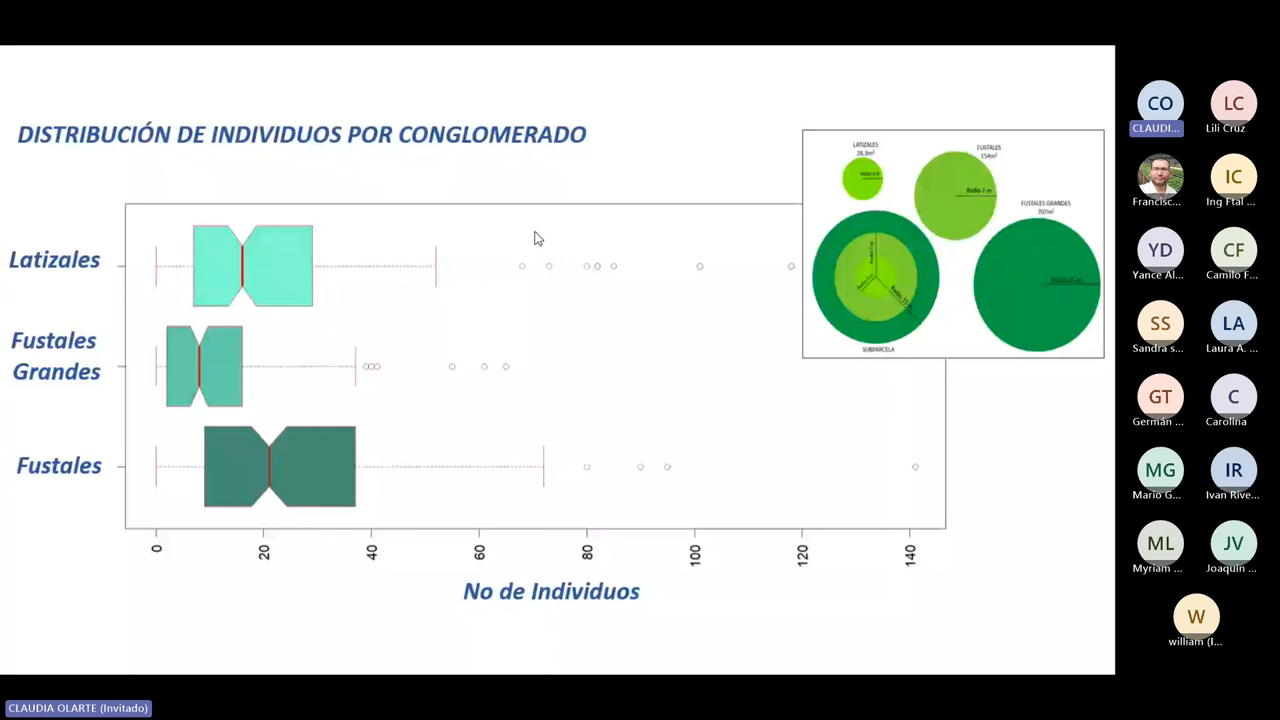 DISTRIBUCIÓN DE INDIVIDUOS POR CONGLOMERADO
Latizales
Fustales
Grandes
Fustales
0
20
40
60
80
100
120
140
No de Individuos
LATIZALES
28,3m²
FUSTALES
154m²
Radio 7 m
FUSTALES GRANDES
707m²
SUBPARCELA
CO
CLAUDI...
LC
Lili Cruz
Francisc...
IC
Ing Ftal ...
YD
Yance Al...
CF
Camilo F...
SS
Sandra s...
LA
Laura A. ...
GT
Germán ...
C
Carolina
MG
Mario G...
IR
Ivan Rive...
ML
Myriam ...
JV
Joaquin ...
W
william (I...
CLAUDIA OLARTE (Invitado)